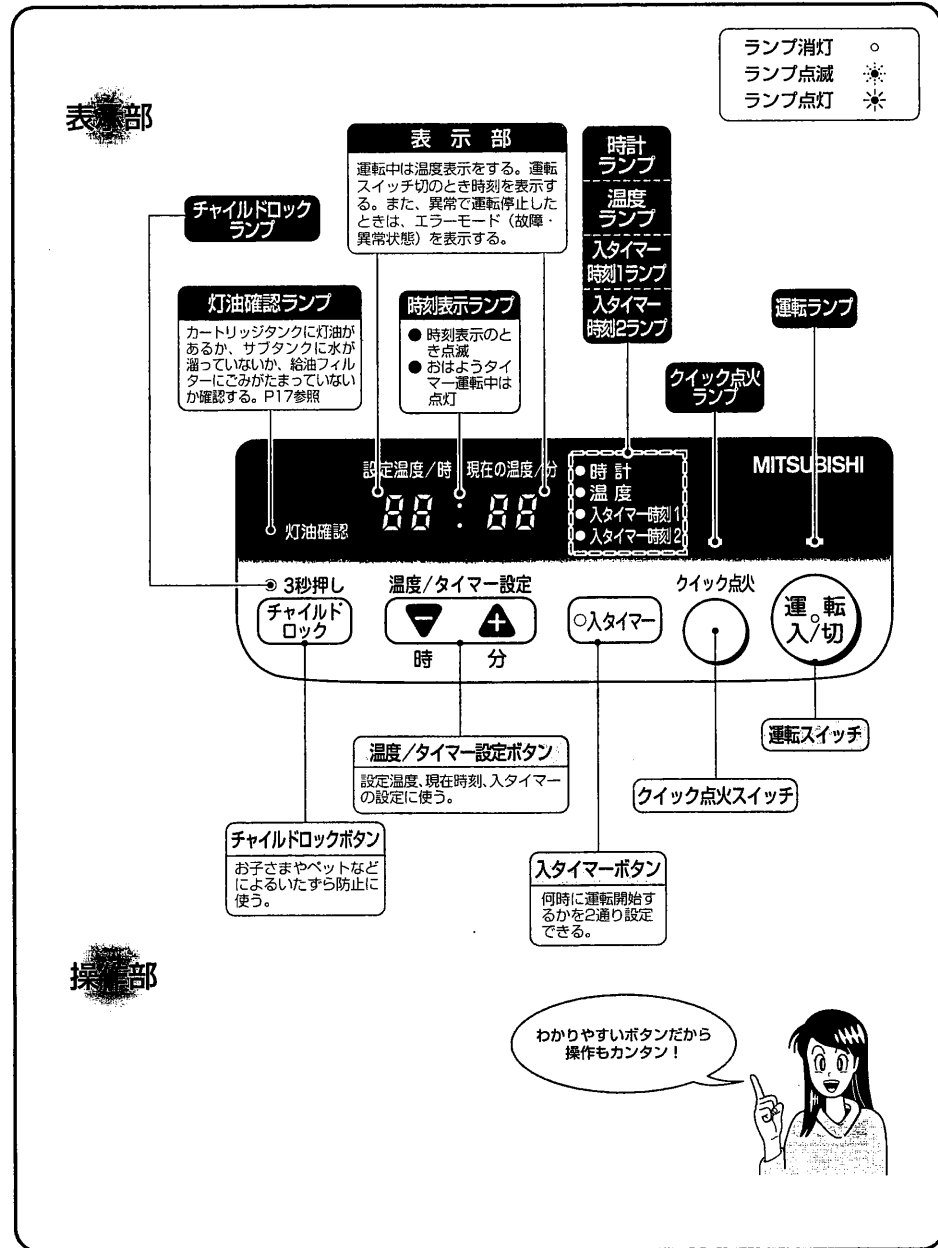 ランプ消灯
ランプ点滅
ランプ点灯
表示部
表示部
運転中は温度表示をする。運転
スイッチ切のとき時刻を表示す
る。また、異常で運転停止した
ときは、エラーモード（故障・
異常状態）を表示する。
時計
ランプ
温度
ランプ
入タイマー
時刻1ランプ
入タイマー
時刻2ランプ
チャイルドロック
ランプ
灯油確認ランプ
カートリッジタンクに灯油が
あるか、サブタンクに水が
溜っていないか、給油フィル
ターにごみがたまっていない
か確認する。P17参照
時刻表示ランプ
● 時刻表示のと
き点滅
● おはようタイ
マー運転中は
点灯
運転ランプ
クイック点火
ランプ
設定温度/時 現在の温度/分
88:88
灯油確認
● 時計
● 温度
● 入タイマー時刻1
● 入タイマー時刻2
MITSUBISHI
3秒押し
チャイルド
ロック
温度/タイマー設定
− +
時 分
○入タイマー
クイック点火
運転
入/切
運転スイッチ
温度/タイマー設定ボタン
設定温度、現在時刻、入タイマー
の設定に使う。
クイック点火スイッチ
チャイルドロックボタン
お子さまやペットなど
によるいたずら防止に
使う。
入タイマーボタン
何時に運転開始す
るかを2通り設定
できる。
操作部
わかりやすいボタンだから
操作もカンタン！